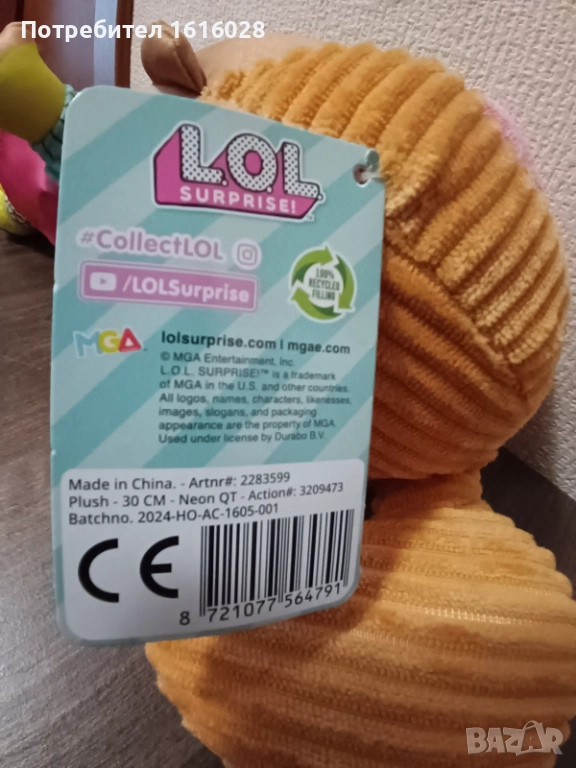 Потребител 1616028
L.O.L.
SURPRISE!
#CollectLOL
/LOLSurprise
100%
RECYCLED
FILLING
MGA
lolsurprise.com | mgae.com
© MGA Entertainment, Inc.
L.O.L. SURPRISE!™ is a trademark
of MGA in the U.S. and other countries.
All logos, names, characters, likenesses,
images, slogans, and packaging
appearance are the property of MGA.
Used under license by Durabo B.V.
Made in China. - Artnr#: 2283599
Plush - 30 CM - Neon QT - Action#: 3209473
Batchno. 2024-HO-AC-1605-001
CE
8 721077 564791
BAZAR